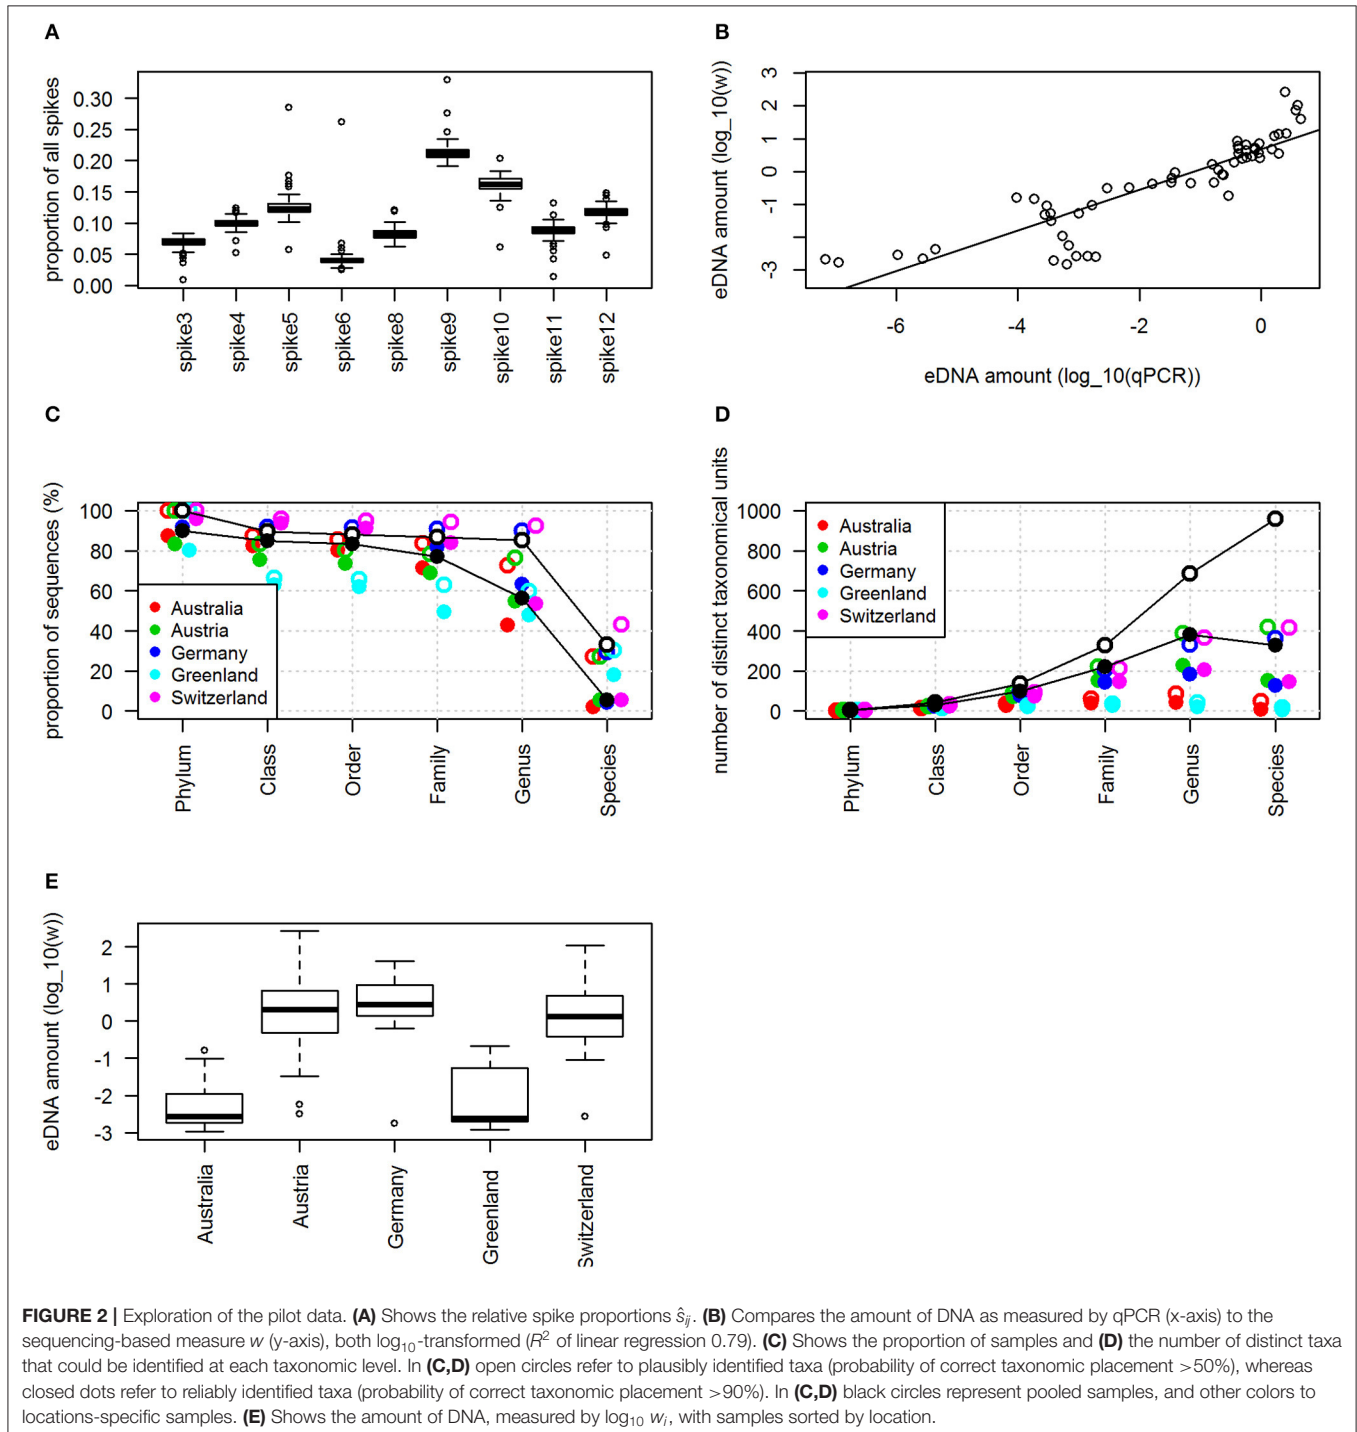 A
proportion of all spikes
0.30
0.25
0.20
0.15
0.10
0.05
0.00
spike3
spike4
spike5
spike6
spike8
spike9
spike10
spike11
spike12
B
eDNA amount (log_10(w))
3
2
1
0
-1
-3
-6
-4
-2
0
eDNA amount (log_10(qPCR))
C
proportion of sequences (%)
100
80
60
40
20
0
Australia
Austria
Germany
Greenland
Switzerland
Phylum
Class
Order
Family
Genus
Species
D
number of distinct taxonomical units
1000
800
600
400
200
0
Australia
Austria
Germany
Greenland
Switzerland
Phylum
Class
Order
Family
Genus
Species
E
eDNA amount (log_10(w))
2
1
0
-1
-2
-3
Australia
Austria
Germany
Greenland
Switzerland
FIGURE 2 | Exploration of the pilot data. (A) Shows the relative spike proportions ŝij. (B) Compares the amount of DNA as measured by qPCR (x-axis) to the
sequencing-based measure w (y-axis), both log10-transformed (R² of linear regression 0.79). (C) Shows the proportion of samples and (D) the number of distinct taxa
that could be identified at each taxonomic level. In (C,D) open circles refer to plausibly identified taxa (probability of correct taxonomic placement >50%), whereas
closed dots refer to reliably identified taxa (probability of correct taxonomic placement >90%). In (C,D) black circles represent pooled samples, and other colors to
locations-specific samples. (E) Shows the amount of DNA, measured by log10 wi, with samples sorted by location.